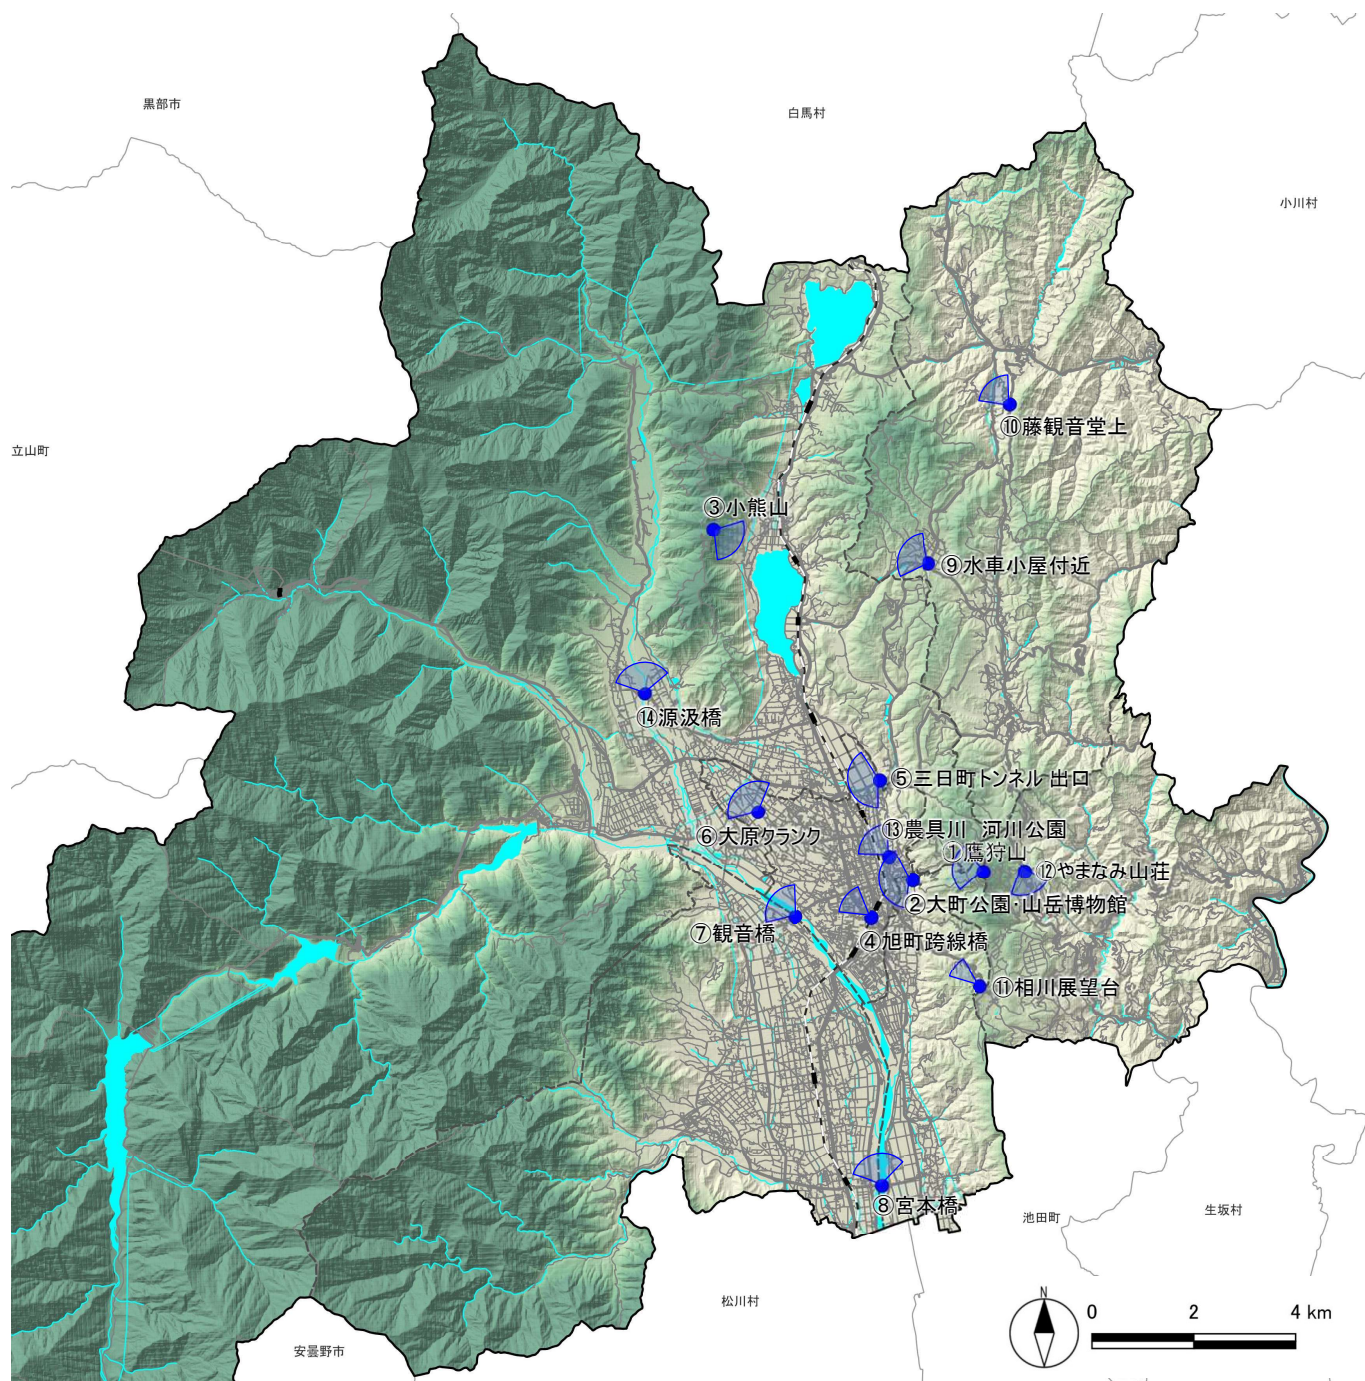 黒部市
白馬村
小川村
立山町
⑩藤観音堂上
③小熊山
⑨水車小屋付近
⑭源汲橋
⑤三日町トンネル 出口
⑥大原クランク
⑬農具川 河川公園
①鷹狩山
⑫やまなみ山荘
②大町公園・山岳博物館
⑦観音橋
④旭町跨線橋
⑪相川展望台
⑧宮本橋
池田町
生坂村
松川村
安曇野市
N
0 2 4 km